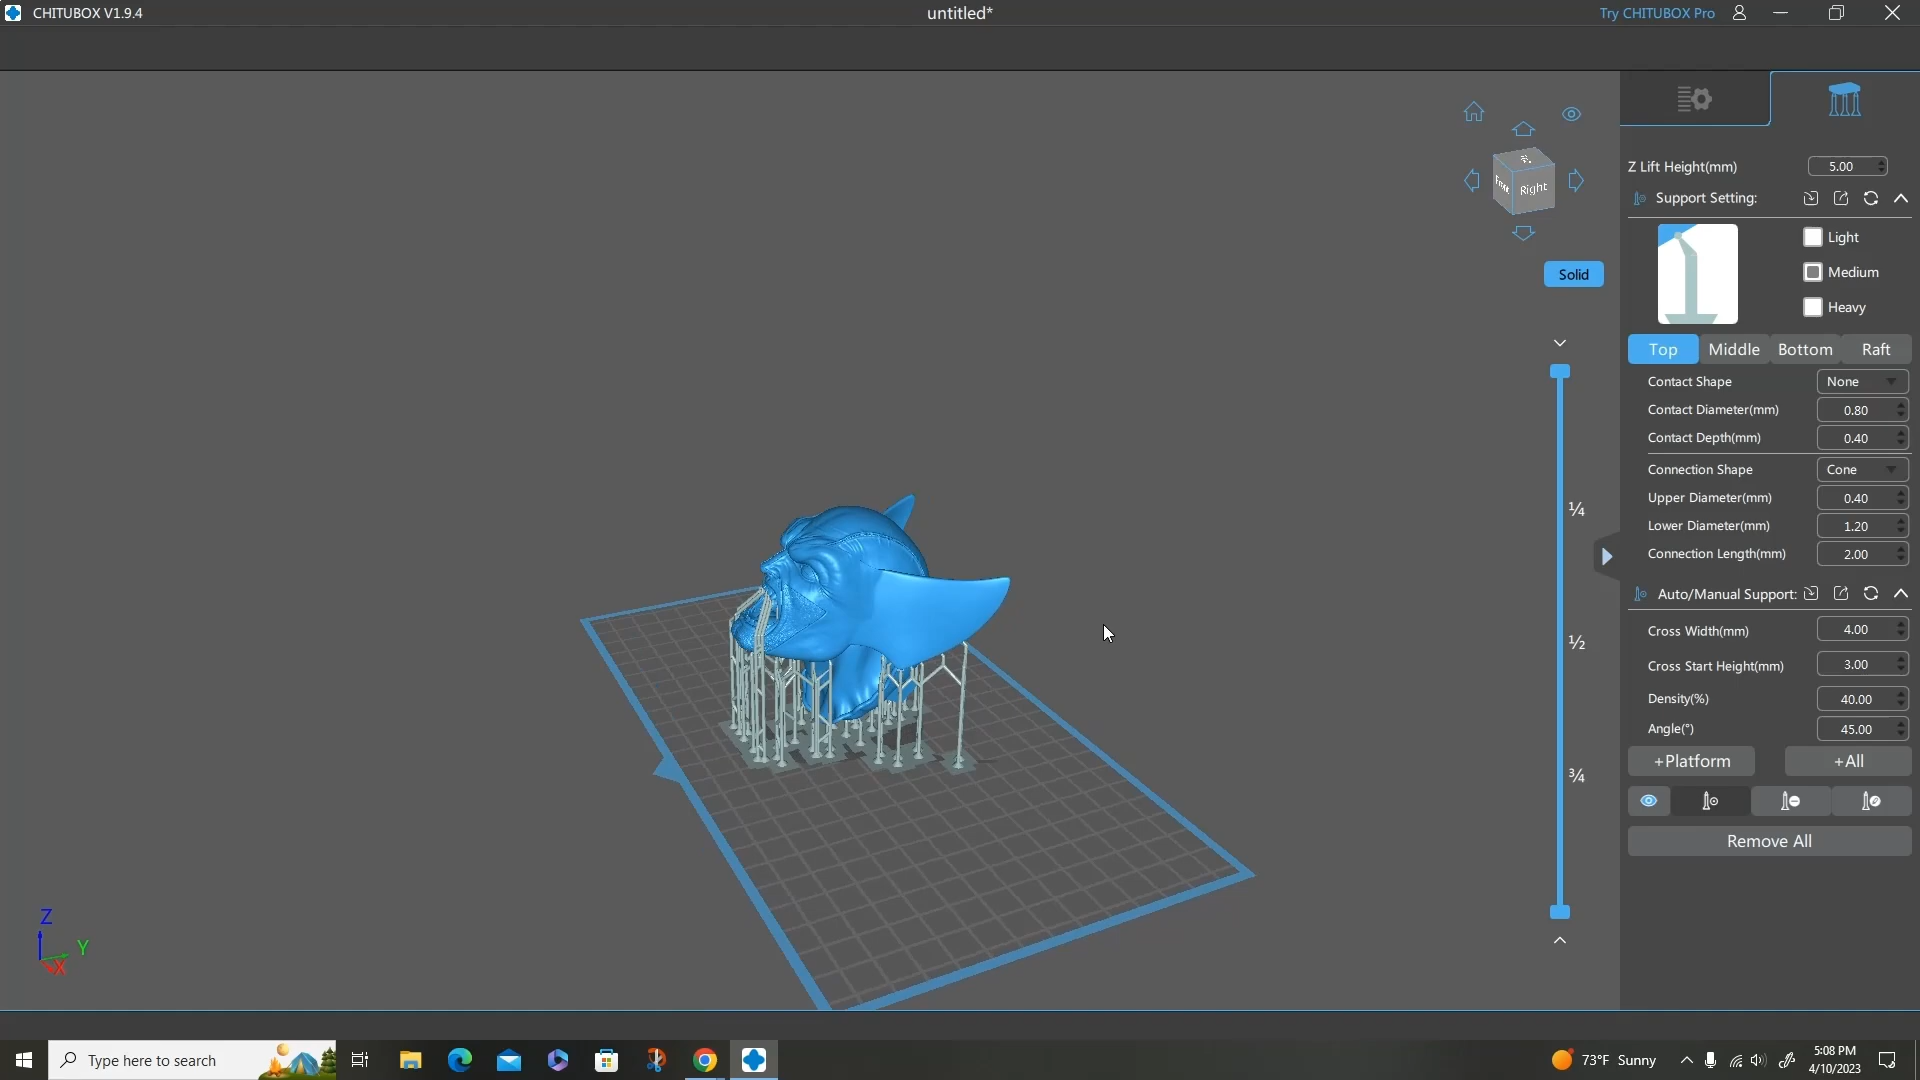 CHITUBOX V1.9.4
untitled*
Try CHITUBOX Pro
Front
Right
Solid
¼
½
¾
Z Lift Height(mm) 5.00
Support Setting:
Light
Medium
Heavy
Top Middle Bottom Raft
Contact Shape None
Contact Diameter(mm) 0.80
Contact Depth(mm) 0.40
Connection Shape Cone
Upper Diameter(mm) 0.40
Lower Diameter(mm) 1.20
Connection Length(mm) 2.00
Auto/Manual Support:
Cross Width(mm) 4.00
Cross Start Height(mm) 3.00
Density(%) 40.00
Angle(°) 45.00
+Platform +All
Remove All
Z
Y
X
Type here to search
73°F Sunny
5:08 PM
4/10/2023